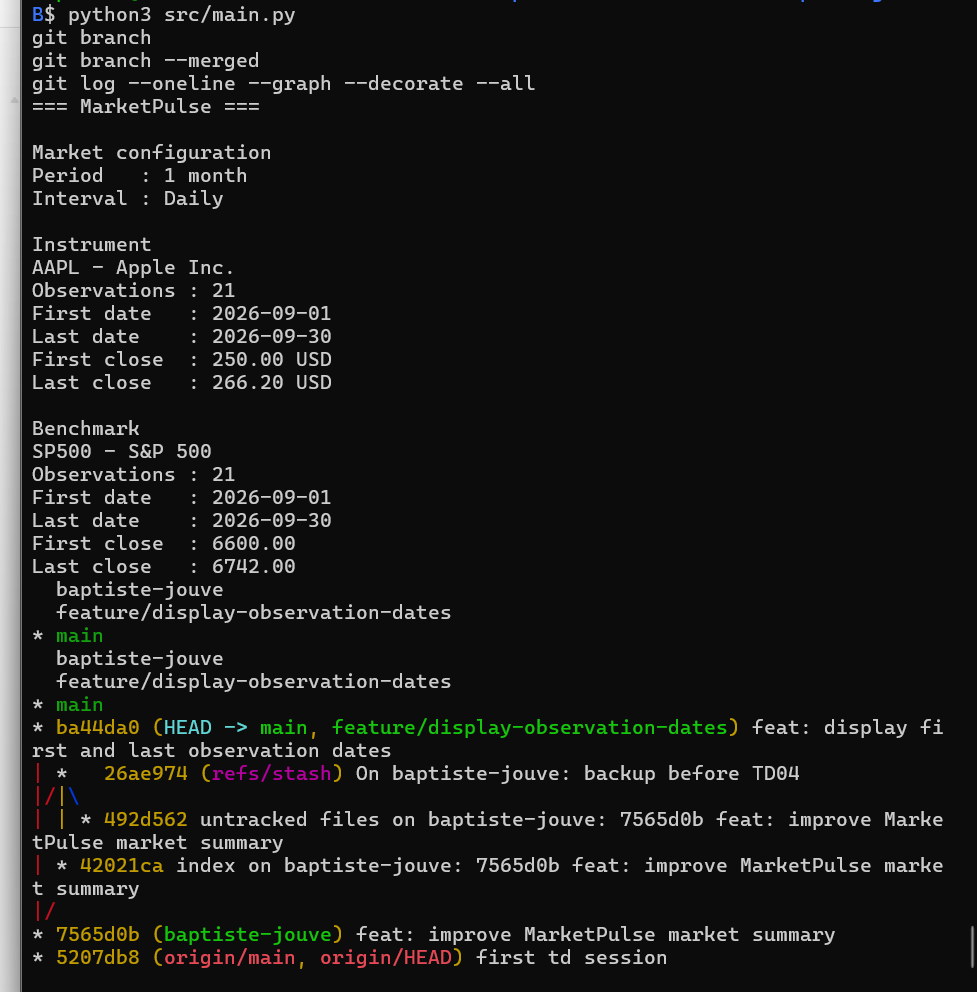 B$ python3 src/main.py
git branch
git branch --merged
git log --oneline --graph --decorate --all
=== MarketPulse ===
Market configuration
Period   : 1 month
Interval : Daily
Instrument
AAPL - Apple Inc.
Observations : 21
First date   : 2026-09-01
Last date    : 2026-09-30
First close  : 250.00 USD
Last close   : 266.20 USD
Benchmark
SP500 - S&P 500
Observations : 21
First date   : 2026-09-01
Last date    : 2026-09-30
First close  : 6600.00
Last close   : 6742.00
  baptiste-jouve
  feature/display-observation-dates
* main
  baptiste-jouve
  feature/display-observation-dates
* main
* ba44da0 (HEAD -> main, feature/display-observation-dates) feat: display fi
rst and last observation dates
| *   26ae974 (refs/stash) On baptiste-jouve: backup before TD04
|/|\
| | * 492d562 untracked files on baptiste-jouve: 7565d0b feat: improve Marke
tPulse market summary
| * 42021ca index on baptiste-jouve: 7565d0b feat: improve MarketPulse marke
t summary
|/
* 7565d0b (baptiste-jouve) feat: improve MarketPulse market summary
* 5207db8 (origin/main, origin/HEAD) first td session